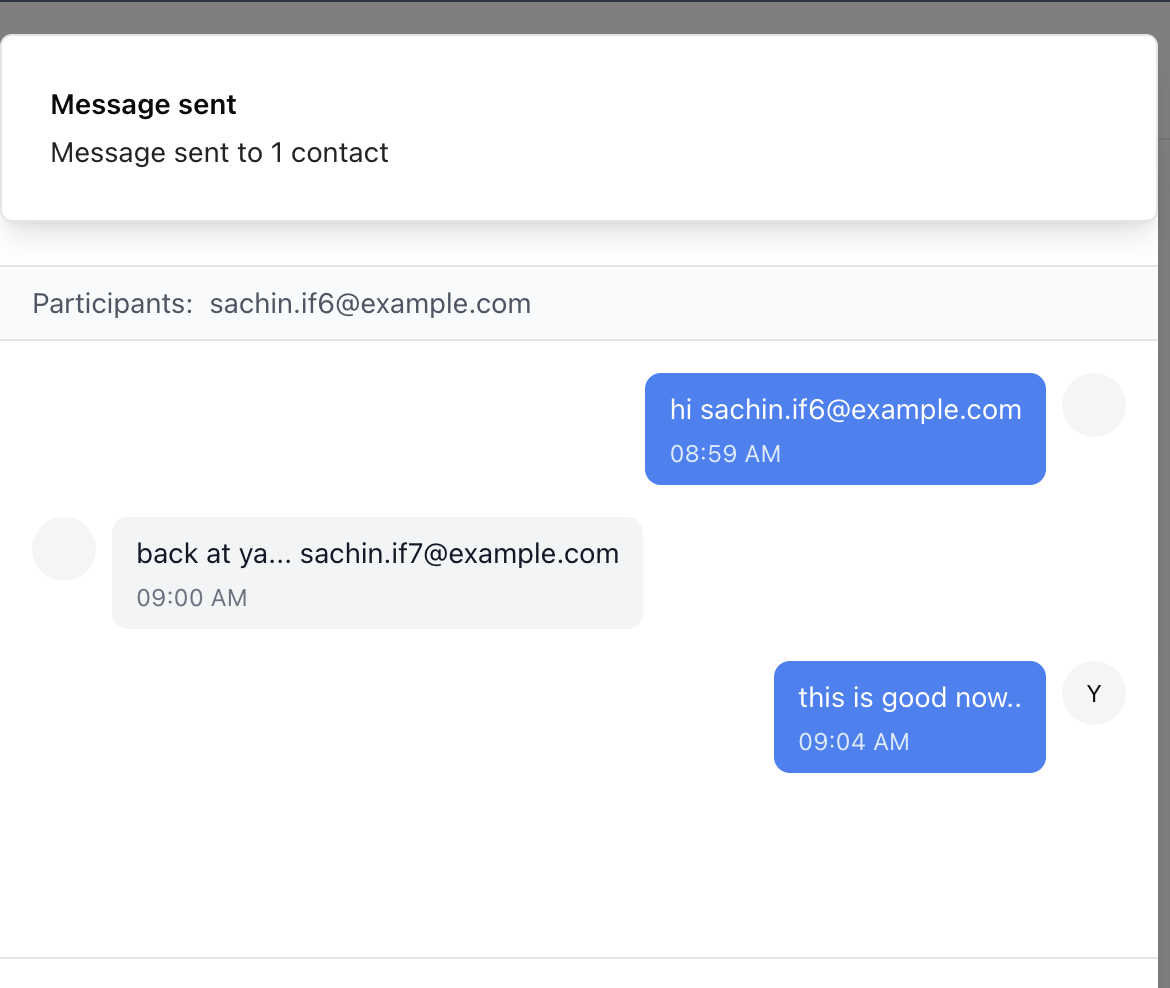 Message sent
Message sent to 1 contact
Participants: sachin.if6@example.com
hi sachin.if6@example.com
08:59 AM
back at ya... sachin.if7@example.com
09:00 AM
this is good now..
Y
09:04 AM